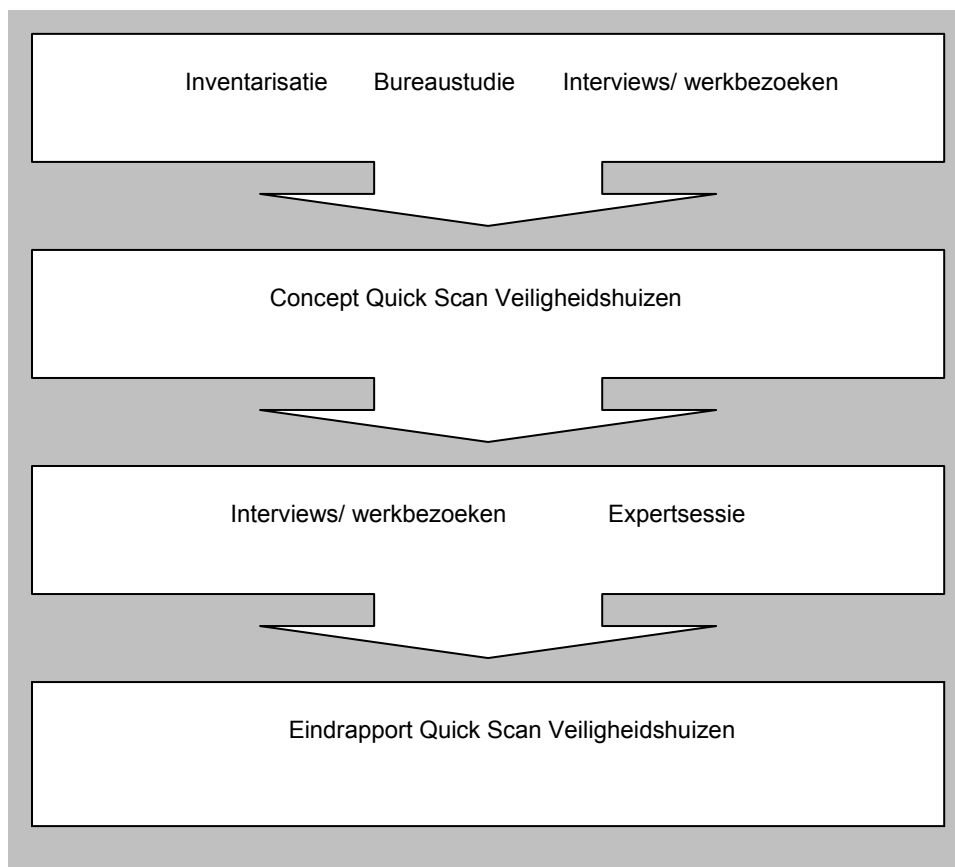 Inventarisatie Bureaustudie Interviews/ werkbezoeken
Concept Quick Scan Veiligheidshuizen
Interviews/ werkbezoeken Expertsessie
Eindrapport Quick Scan Veiligheidshuizen